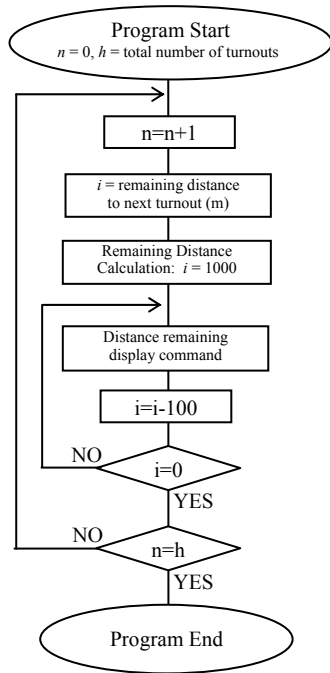 Program Start
n = 0, h = total number of turnouts
n=n+1
i = remaining distance
to next turnout (m)
Remaining Distance
Calculation: i = 1000
Distance remaining
display command
i=i-100
NO
i=0
YES
NO
n=h
YES
Program End